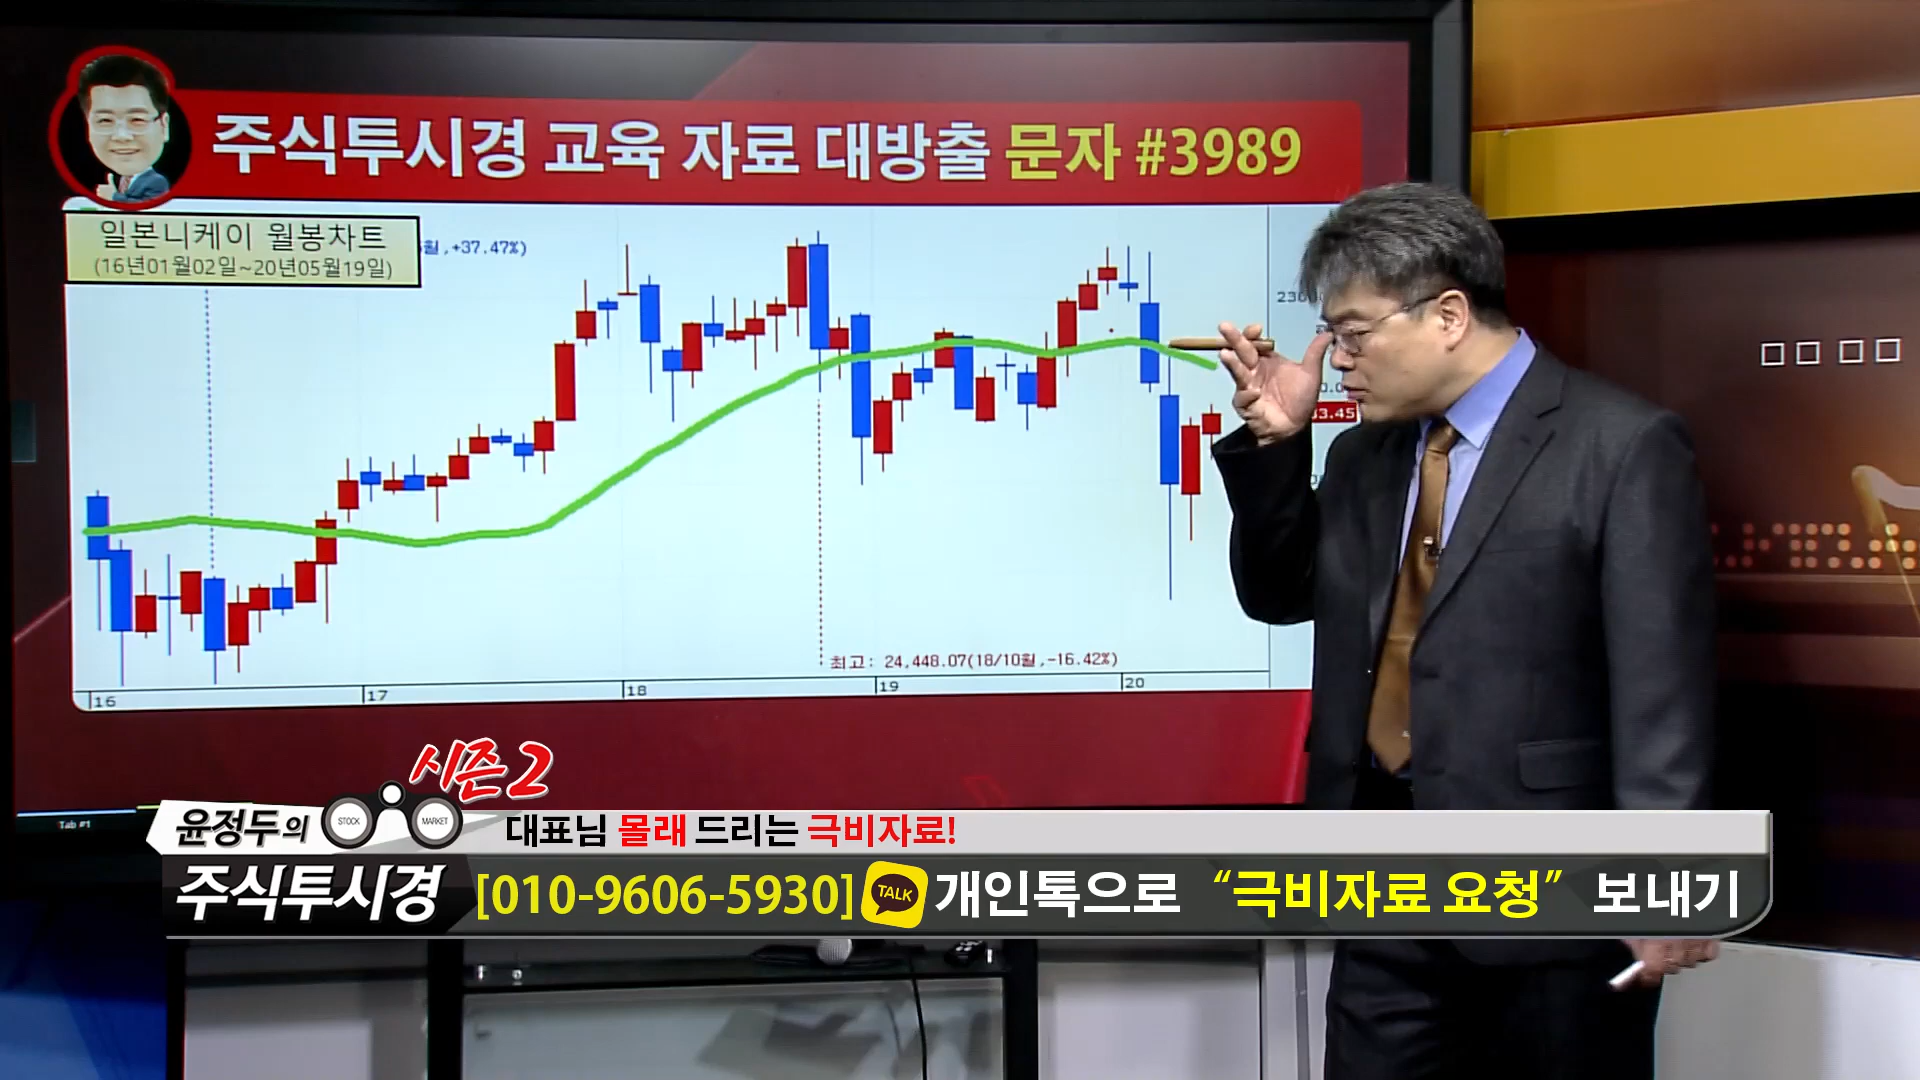 주식투시경 교육 자료 대방출 문자 #3989
일본니케이 월봉차트
(16년01월02일~20년05월19일)
월,+37.47%)
최고: 24,448.07(18/10월,-16.42%)
16 17 18 19 20
Tab #1
시즌2
윤정두의
STOCK MARKET
주식투시경
대표님 몰래 드리는 극비자료!
[010-9606-5930] TALK 개인톡으로 “극비자료 요청” 보내기